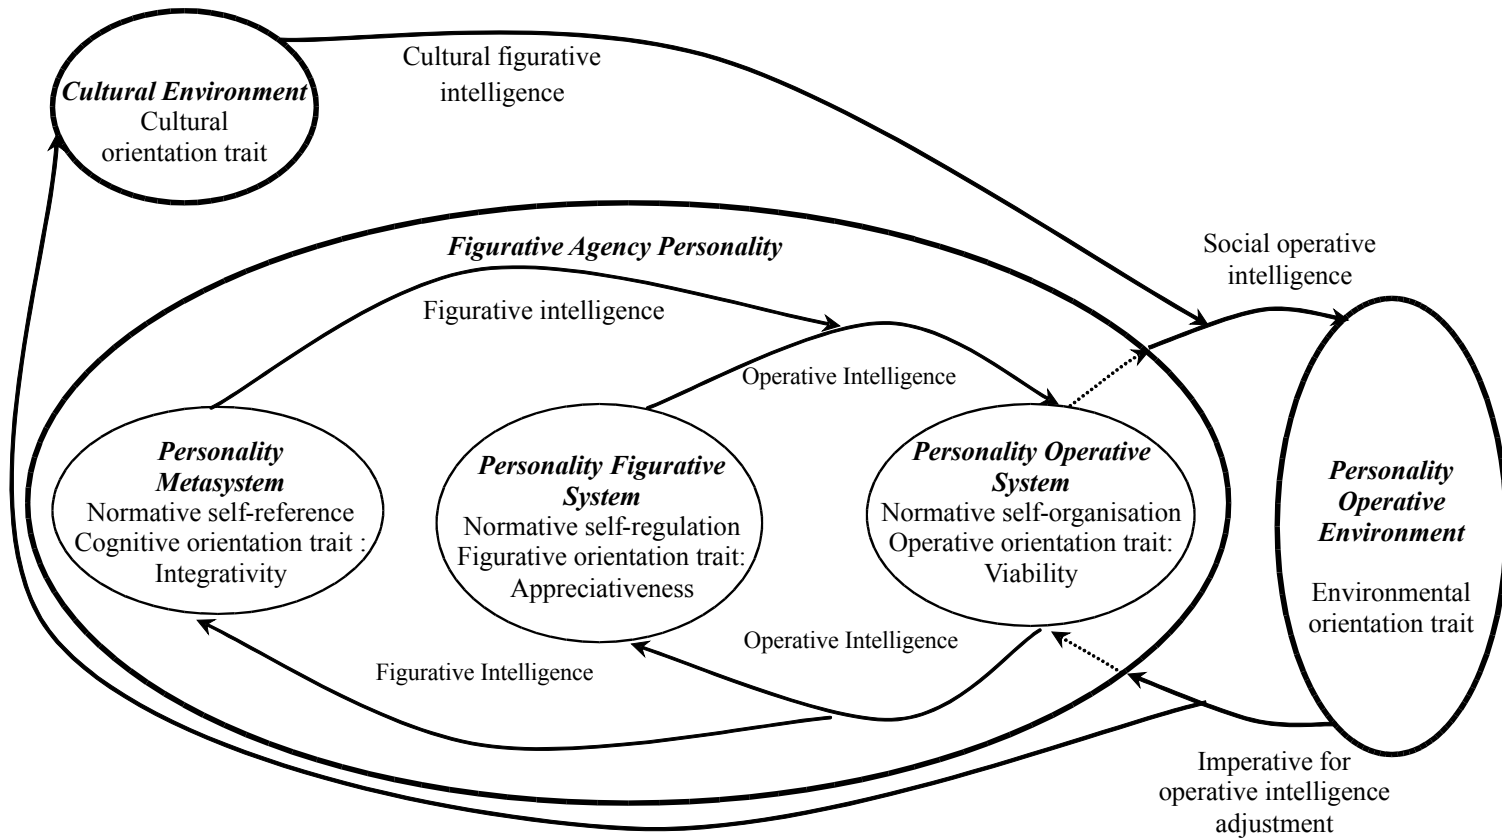 Cultural figurative
intelligence
Cultural Environment
Cultural
orientation trait
Figurative Agency Personality
Social operative
intelligence
Figurative intelligence
Operative Intelligence
Personality
Metasystem
Normative self-reference
Cognitive orientation trait :
Integrativity
Personality Figurative
System
Normative self-regulation
Figurative orientation trait:
Appreciativeness
Personality Operative
System
Normative self-organisation
Operative orientation trait:
Viability
Personality
Operative
Environment
Environmental
orientation trait
Operative Intelligence
Figurative Intelligence
Imperative for
operative intelligence
adjustment